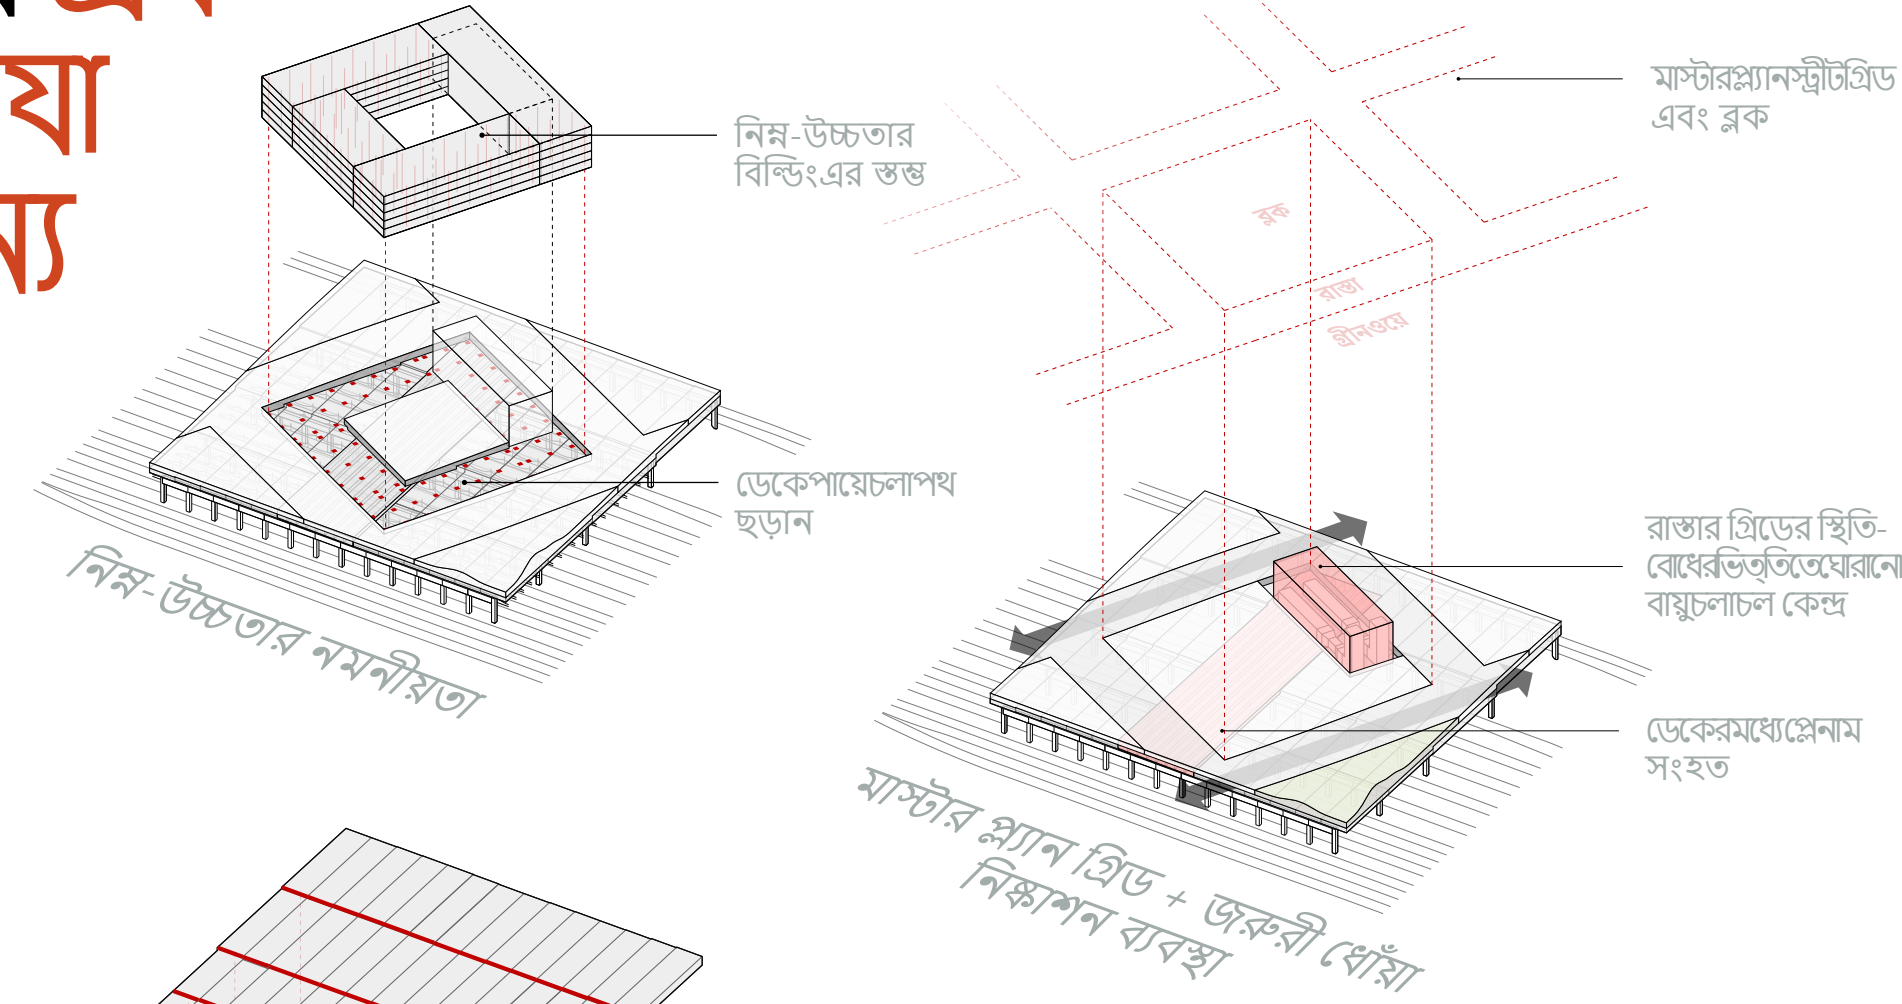 যা
ন্য
নিম্ন-উচ্চতার
বিল্ডিংএর স্তম্ভ
ডেকেপায়েচলাপথ
ছড়ান
নিম্ন-উচ্চতার নমনীয়তা
মাস্টারপ্ল্যানস্ট্রীটগ্রিড
এবং ব্লক
ব্লক
রাস্তা
গ্রীনওয়ে
রাস্তার গ্রিডের স্থিতি-
বোধেরভিত্তিতেঘোরানো
বায়ুচলাচল কেন্দ্র
ডেকেরমধ্যেপ্লেনাম
সংহত
মাস্টার প্ল্যান গ্রিড + জরুরী ধোঁয়া
নিষ্কাশন ব্যবস্থা